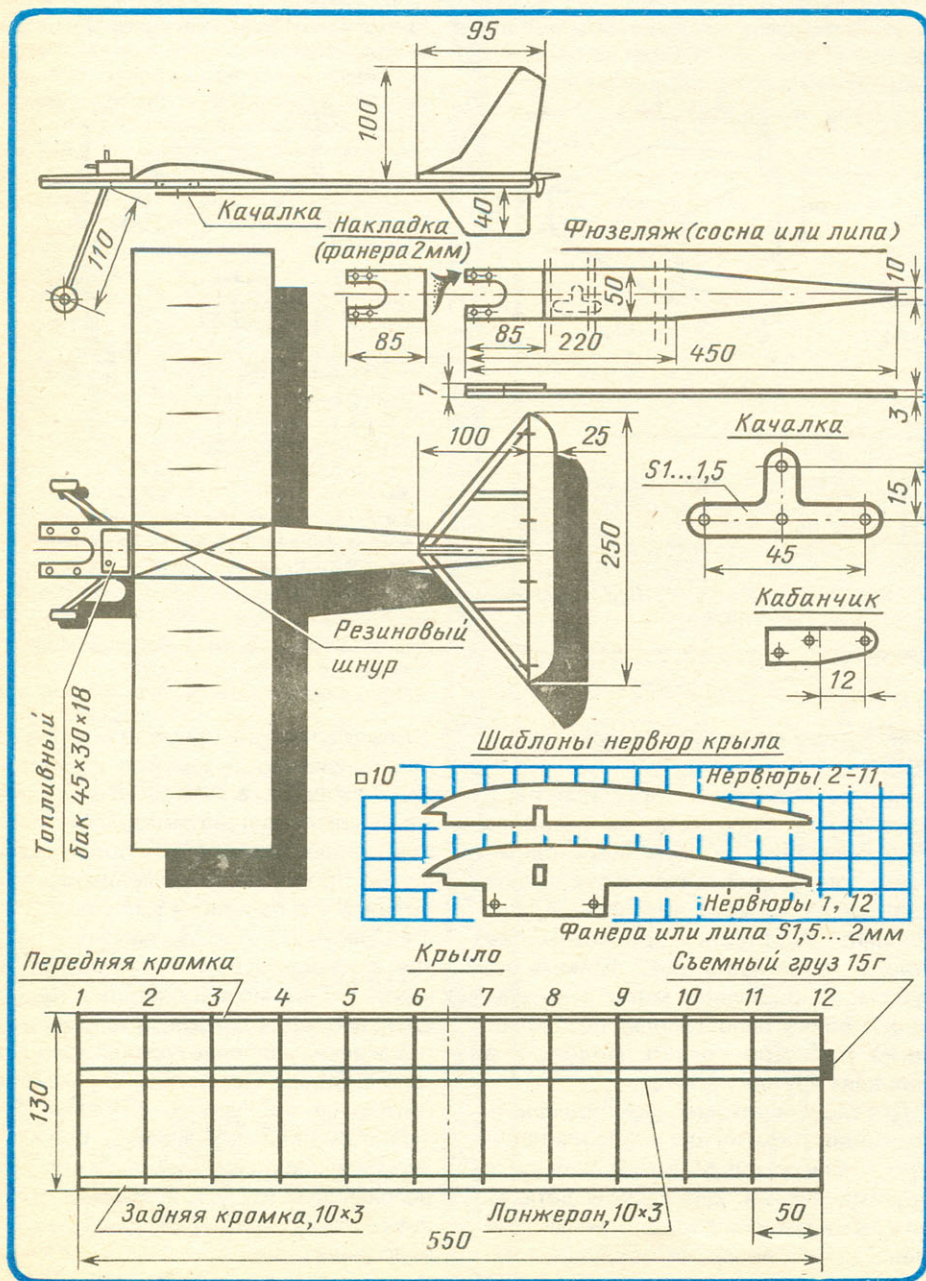 95
100
40
Качалка
110
Накладка
(фанера 2мм)
Фюзеляж (сосна или липа)
10
50
85
85
220
450
7
3
100
25
250
Качалка
S1...1,5
15
45
Кабанчик
12
Резиновый
шнур
Топливный
бак 45×30×18
Шаблоны нервюр крыла
□10
Нервюры 2-11
Нервюры 1, 12
Фанера или липа S1,5...2мм
Передняя кромка
Крыло
Съемный груз 15г
1 2 3 4 5 6 7 8 9 10 11 12
130
Задняя кромка, 10×3
Лонжерон, 10×3
50
550